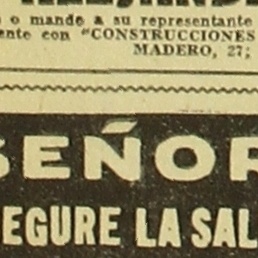 o mande a su representante
ente con "CONSTRUCCIONES
MADERO, 27;
SEÑOR
EGURE LA SAL